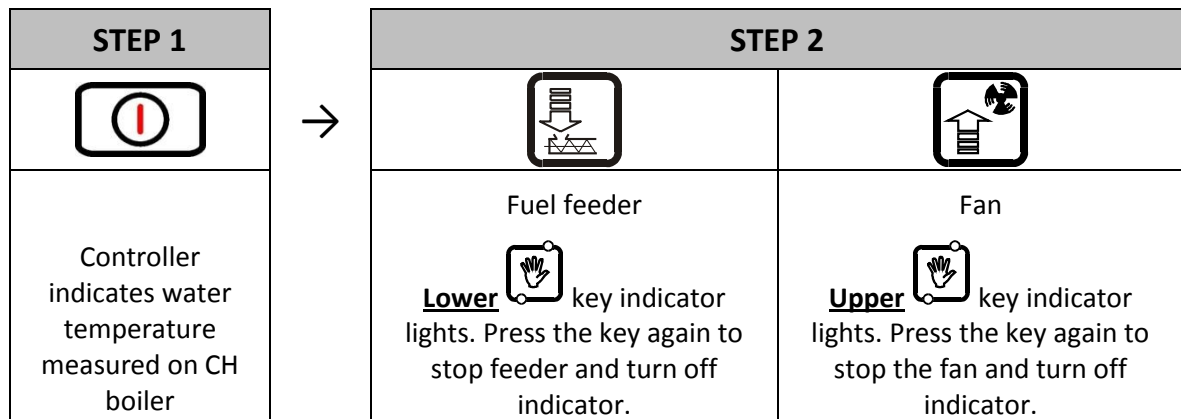 STEP 1
Controller
indicates water
temperature
measured on CH
boiler
STEP 2
Fuel feeder
Lower key indicator
lights. Press the key again to
stop feeder and turn off
indicator.
Fan
Upper key indicator
lights. Press the key again to
stop the fan and turn off
indicator.